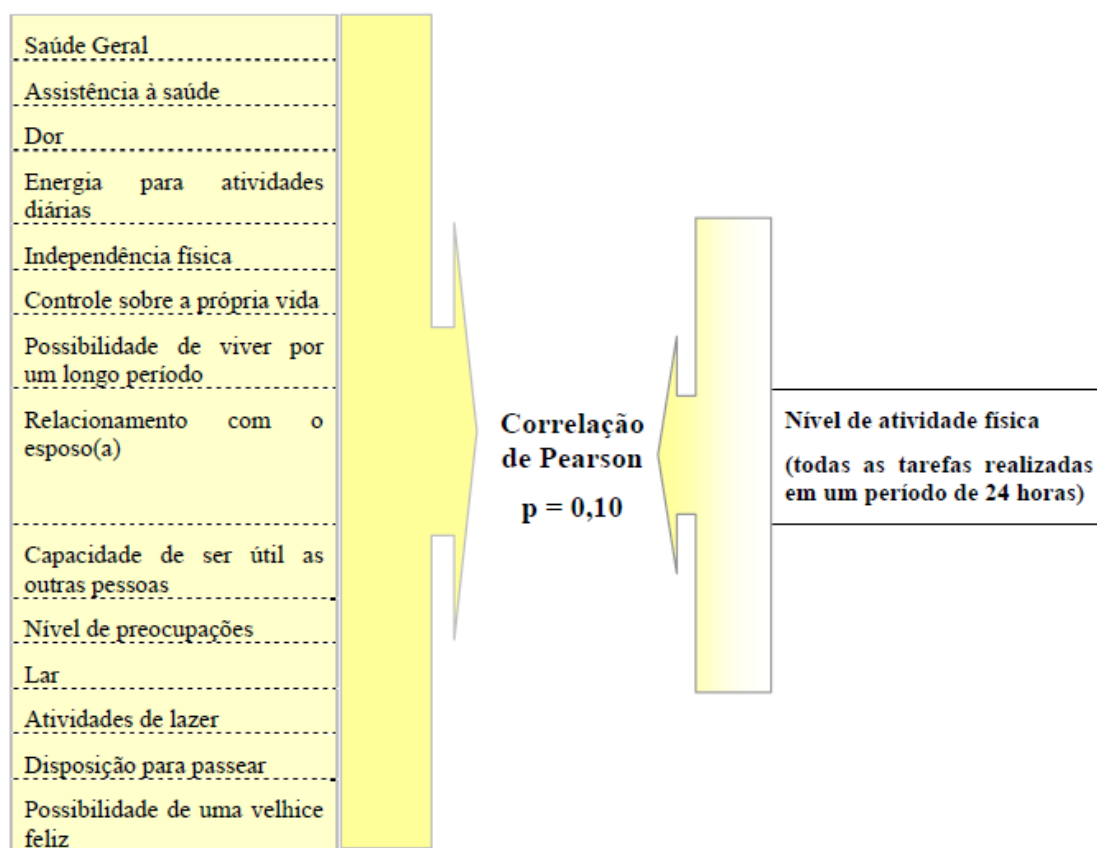 Saúde Geral
Assistência à saúde
Dor
Energia para atividades
diárias
Independência física
Controle sobre a própria vida
Possibilidade de viver por
um longo período
Relacionamento com o
esposo(a)
Capacidade de ser útil as
outras pessoas
Nível de preocupações
Lar
Atividades de lazer
Disposição para passear
Possibilidade de uma velhice
feliz
Correlação
de Pearson
p = 0,10
Nível de atividade física
(todas as tarefas realizadas
em um período de 24 horas)